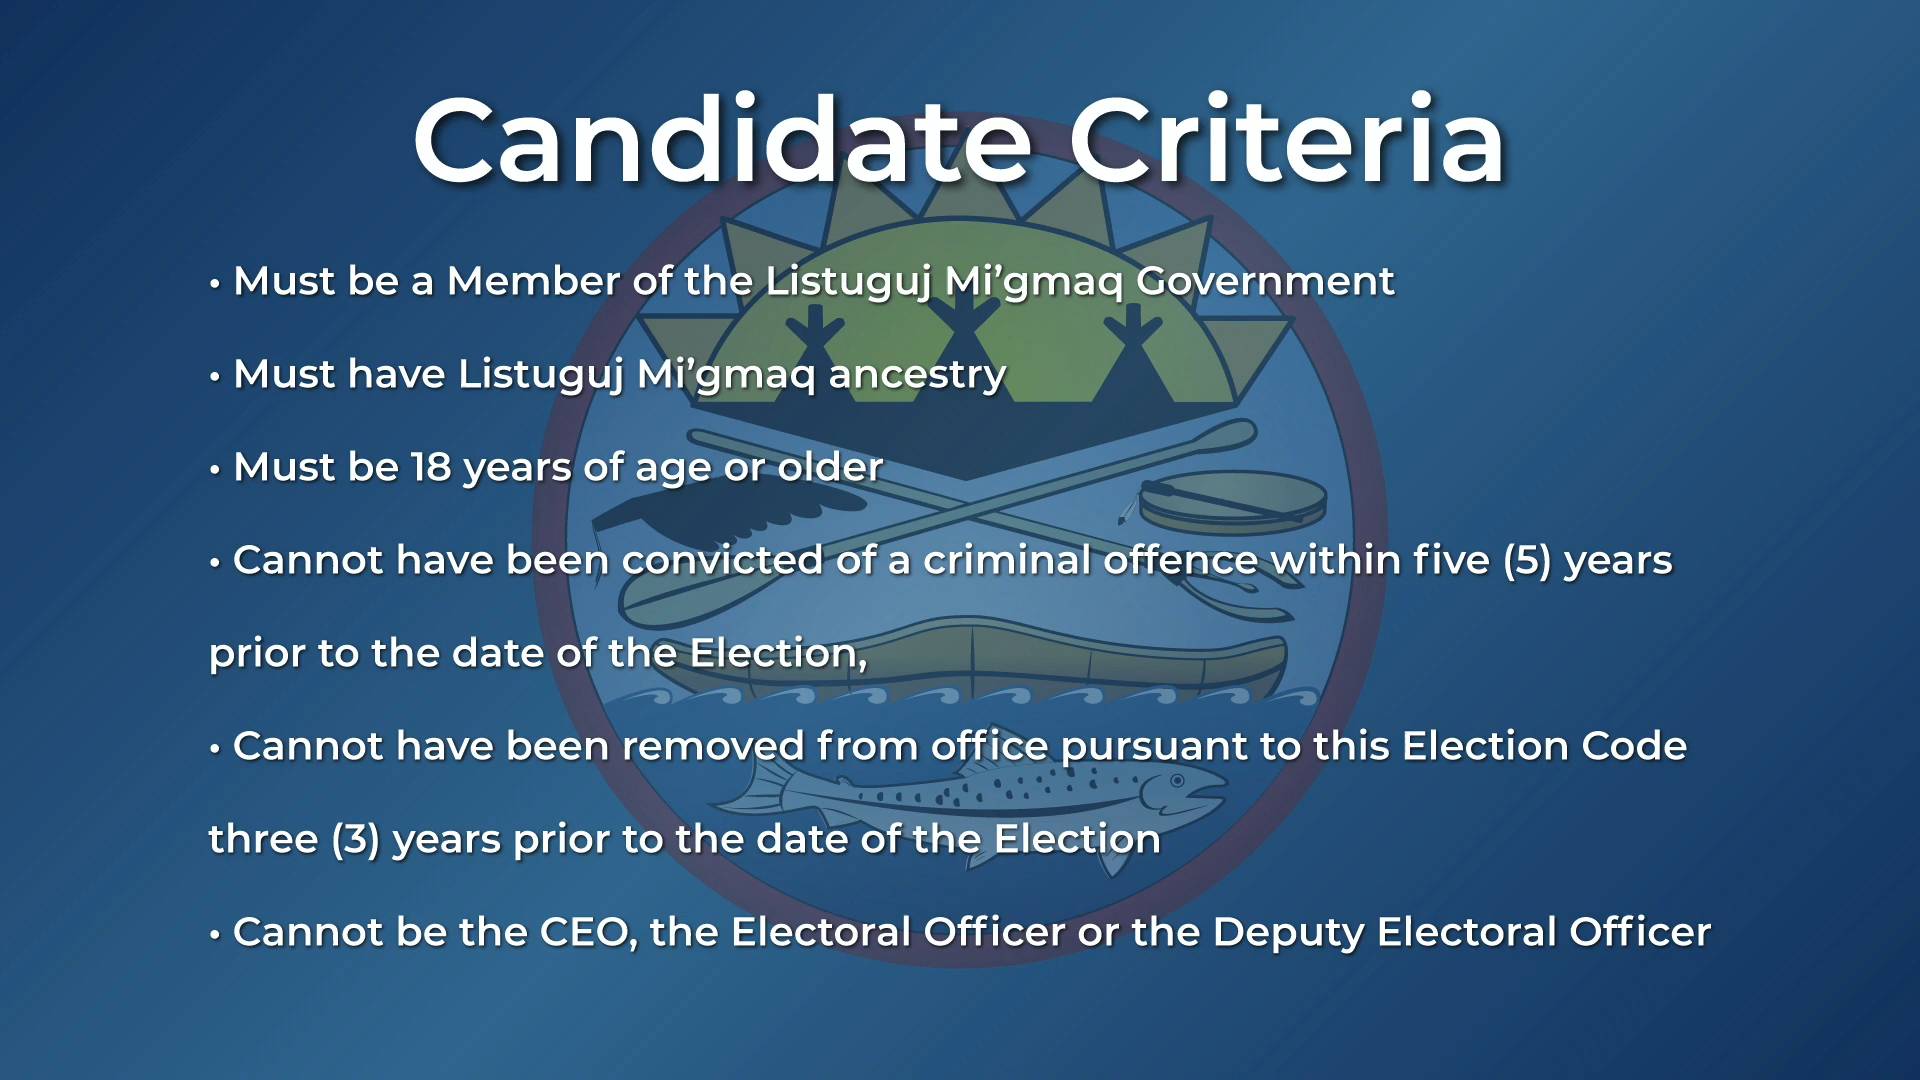 Candidate Criteria
• Must be a Member of the Listuguj Mi’gmaq Government
• Must have Listuguj Mi’gmaq ancestry
• Must be 18 years of age or older
• Cannot have been convicted of a criminal offence within five (5) years
prior to the date of the Election,
• Cannot have been removed from office pursuant to this Election Code
three (3) years prior to the date of the Election
• Cannot be the CEO, the Electoral Officer or the Deputy Electoral Officer